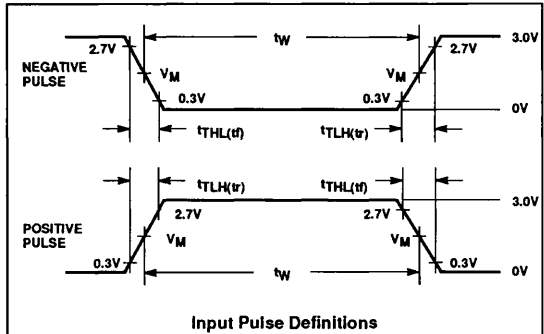 tW
2.7V
2.7V
3.0V
NEGATIVE
PULSE
VM
VM
0.3V
0.3V
0V
tTHL(tf)
tTLH(tr)
tTLH(tr)
tTHL(tf)
3.0V
2.7V
2.7V
POSITIVE
PULSE
VM
VM
0.3V
0.3V
tW
0V
Input Pulse Definitions